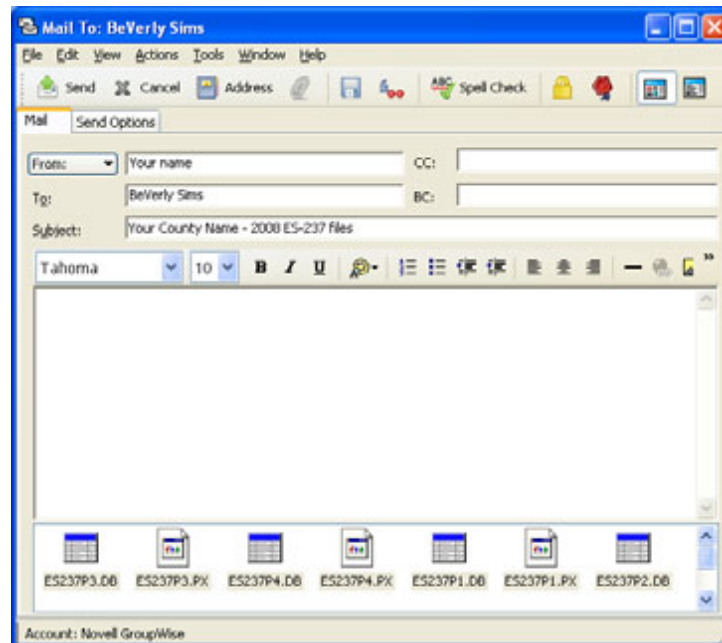 Mail To: BeVerly Sims
File Edit View Actions Tools Window Help
Send Cancel Address ABC Spell Check
Mail Send Options
From: Your name CC:
To: BeVerly Sims BC:
Subject: Your County Name - 2008 ES-237 files
Tahoma 10 B I U
ES237P3.DB ES237P3.PX ES237P4.DB ES237P4.PX ES237P1.DB ES237P1.PX ES237P2.DB
Account: Novell GroupWise